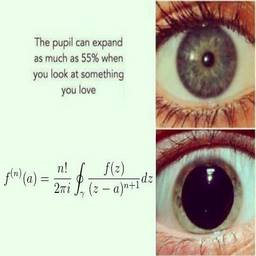 The pupil can expand
as much as 55% when
you look at something
you love
f⁽ⁿ⁾(a) = n!/2πi ∮_γ f(z)/(z − a)ⁿ⁺¹ dz